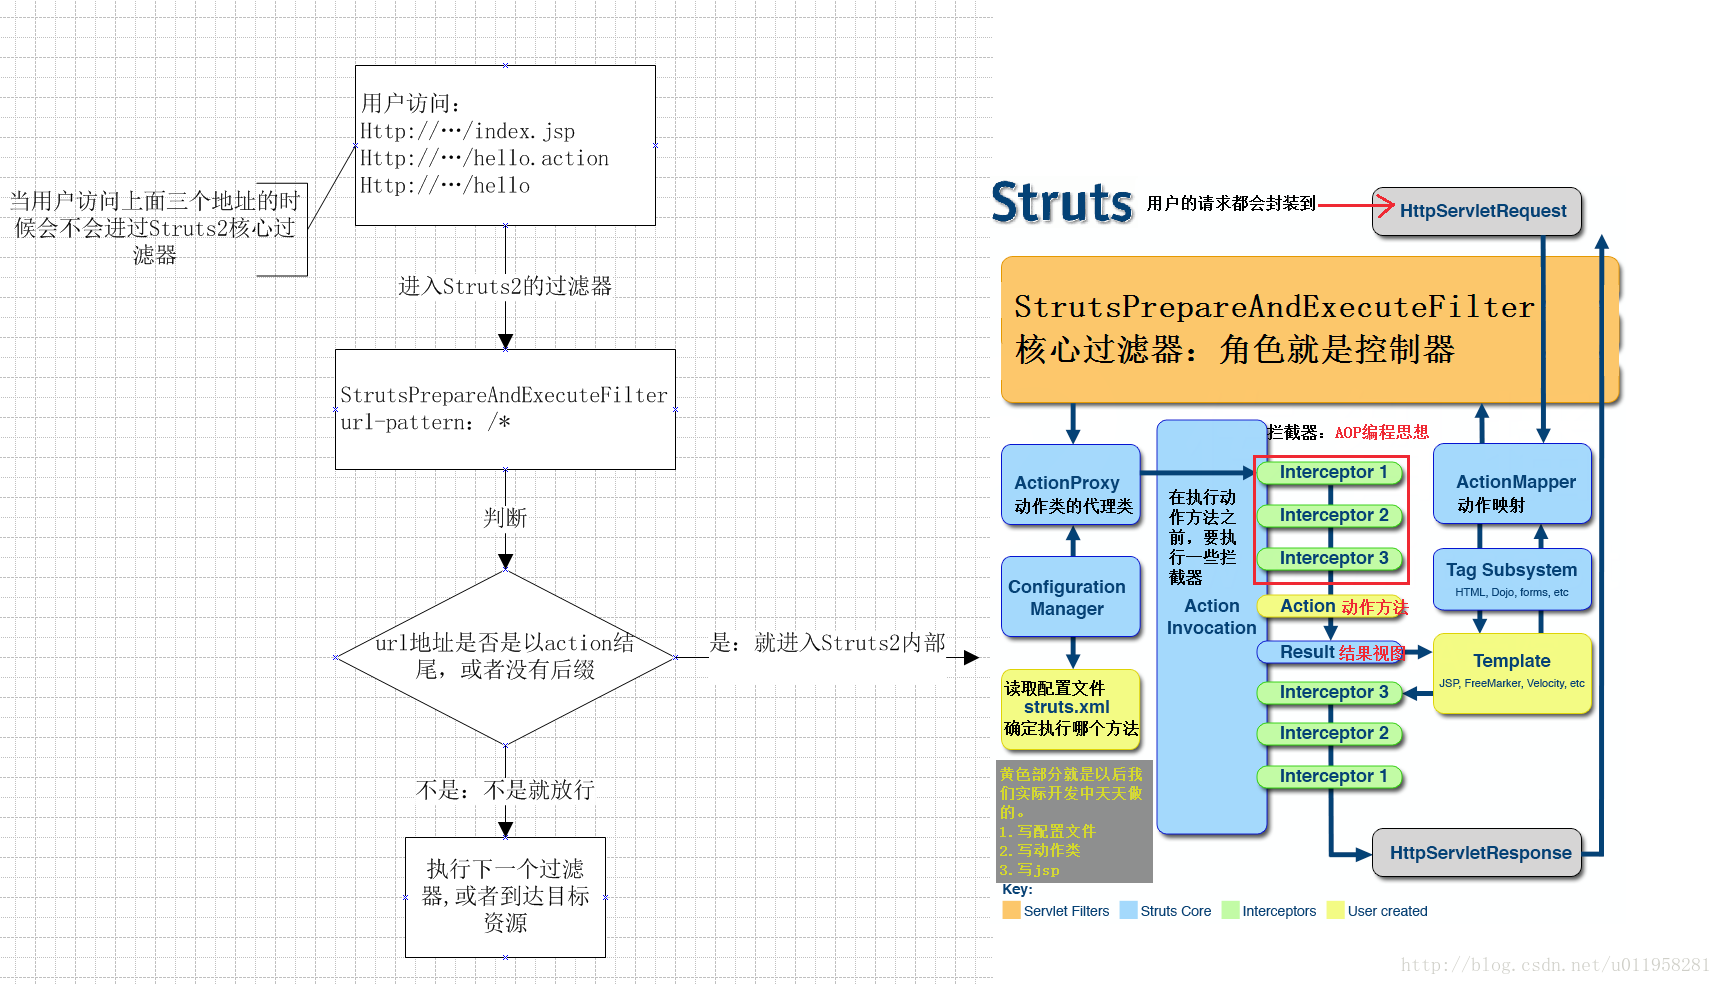 用户访问：
Http://…/index.jsp
Http://…/hello.action
Http://…/hello
当用户访问上面三个地址的时
候会不会进过Struts2核心过
滤器
进入Struts2的过滤器
StrutsPrepareAndExecuteFilter
url-pattern：/*
判断
url地址是否是以action结
尾，或者没有后缀
是：就进入Struts2内部
不是：不是就放行
执行下一个过滤
器,或者到达目标
资源
Struts
用户的请求都会封装到
HttpServletRequest
StrutsPrepareAndExecuteFilter
核心过滤器：角色就是控制器
ActionProxy
动作类的代理类
Configuration
Manager
读取配置文件
struts.xml
确定执行哪个方法
黄色部分就是以后我
们实际开发中天天做
的。
1.写配置文件
2.写动作类
3.写jsp
拦截器：AOP编程思想
在执行动
作方法之
前，要执
行一些拦
截器
Action
Invocation
Interceptor 1
Interceptor 2
Interceptor 3
Action 动作方法
Result 结果视图
Interceptor 3
Interceptor 2
Interceptor 1
ActionMapper
动作映射
Tag Subsystem
HTML, Dojo, forms, etc
Template
JSP, FreeMarker, Velocity, etc
HttpServletResponse
Key:
Servlet Filters
Struts Core
Interceptors
User created
http://blog.csdn.net/u011958281